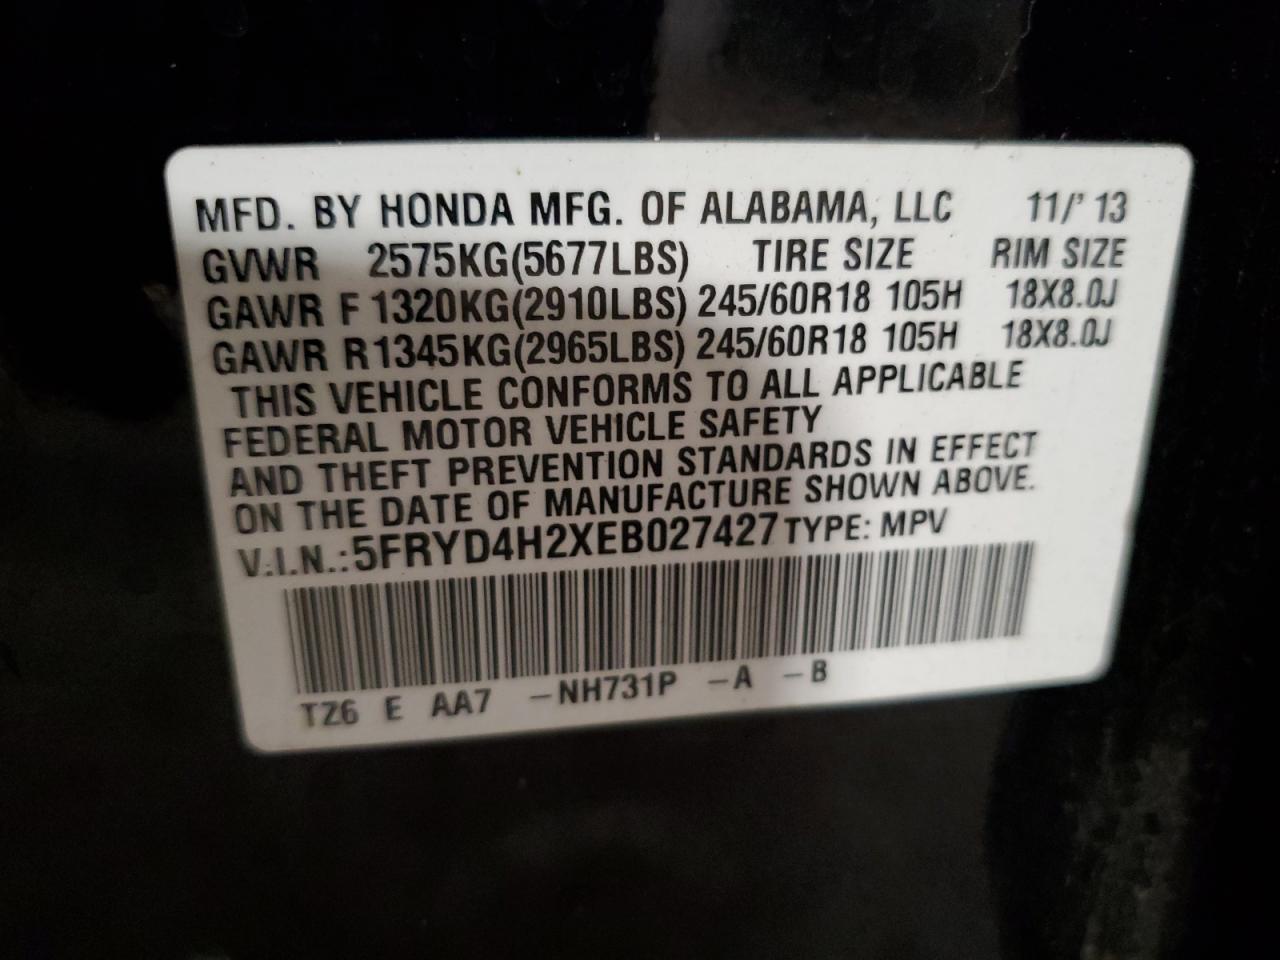 MFD. BY HONDA MFG. OF ALABAMA, LLC 11/' 13
GVWR 2575KG(5677LBS) TIRE SIZE RIM SIZE
GAWR F 1320KG(2910LBS) 245/60R18 105H 18X8.0J
GAWR R1345KG(2965LBS) 245/60R18 105H 18X8.0J
THIS VEHICLE CONFORMS TO ALL APPLICABLE
FEDERAL MOTOR VEHICLE SAFETY
AND THEFT PREVENTION STANDARDS IN EFFECT
ON THE DATE OF MANUFACTURE SHOWN ABOVE.
V.I.N.:5FRYD4H2XEB027427 TYPE: MPV
TZ6 E AA7 –NH731P –A –B